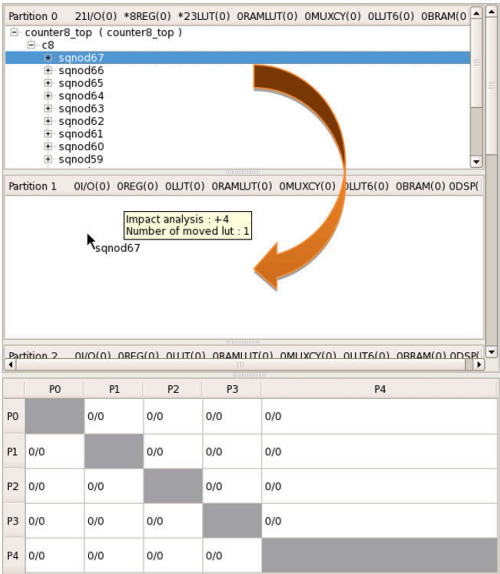 Partition 0 21I/O(0) *8REG(0) *23LUT(0) 0RAMLUT(0) 0MUXCY(0) 0LUT6(0) 0BRAM(0
counter8_top ( counter8_top )
c8
sqnod67
sqnod66
sqnod65
sqnod64
sqnod63
sqnod62
sqnod61
sqnod60
sqnod59
Partition 1 0I/O(0) 0REG(0) 0LUT(0) 0RAMLUT(0) 0MUXCY(0) 0LUT6(0) 0BRAM(0) 0DSP(
Impact analysis : +4
Number of moved lut : 1
sqnod67
Partition 2 0I/O(0) 0REG(0) 0LUT(0) 0RAMLUT(0) 0MUXCY(0) 0LUT6(0) 0BRAM(0) 0DSP(
P0 P1 P2 P3 P4
P0 0/0 0/0 0/0 0/0
P1 0/0 0/0 0/0 0/0
P2 0/0 0/0 0/0 0/0
P3 0/0 0/0 0/0 0/0
P4 0/0 0/0 0/0 0/0